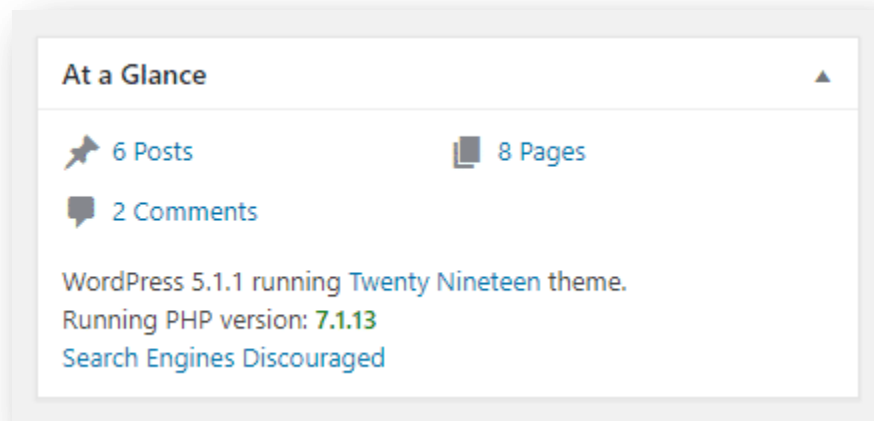 At a Glance
6 Posts
8 Pages
2 Comments
WordPress 5.1.1 running Twenty Nineteen theme.
Running PHP version: 7.1.13
Search Engines Discouraged